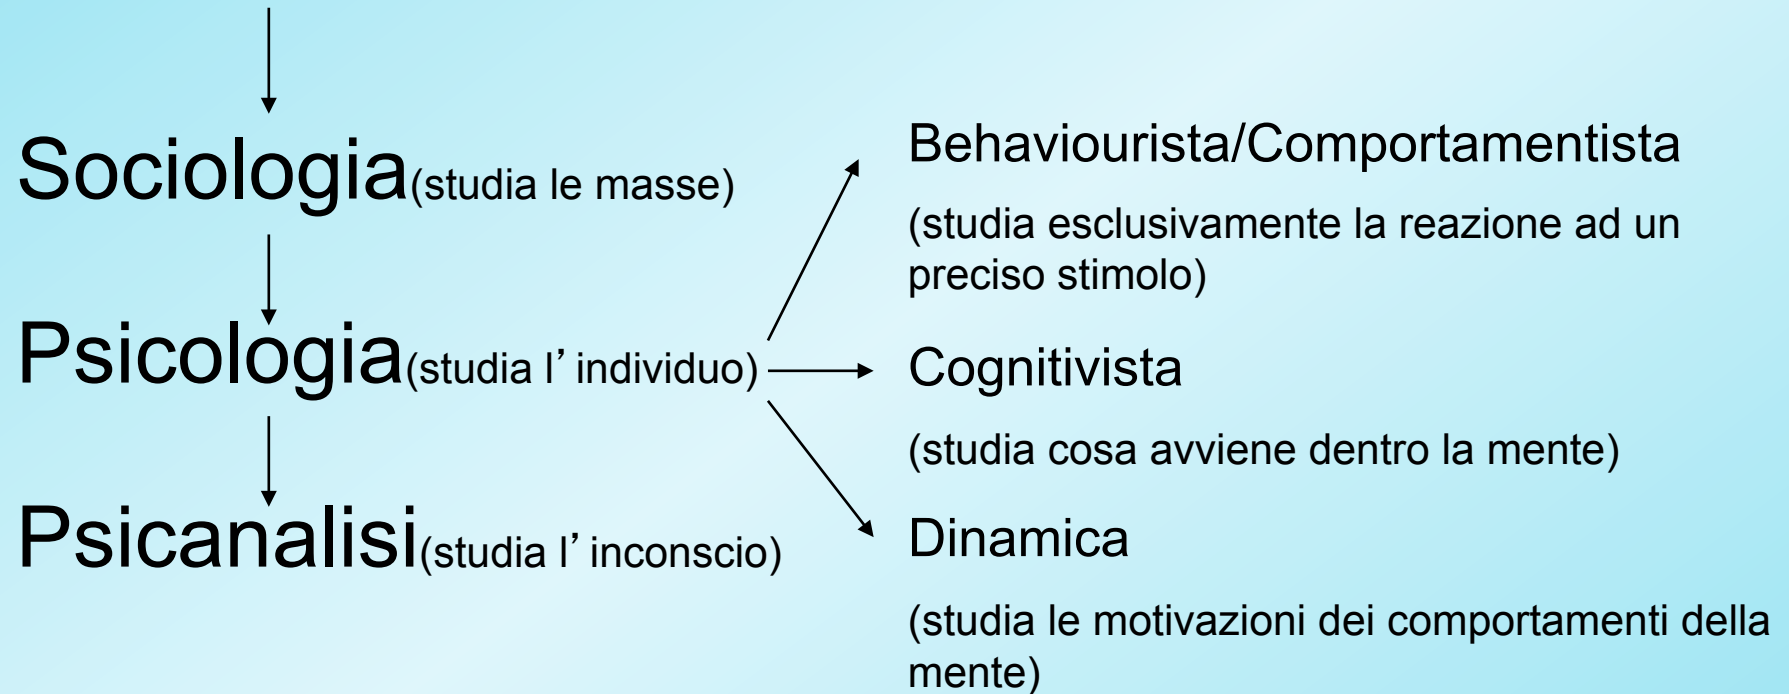 Sociologia(studia le masse)
Psicologia(studia l’ individuo)
Psicanalisi(studia l’ inconscio)
Behaviourista/Comportamentista
(studia esclusivamente la reazione ad un
preciso stimolo)
Cognitivista
(studia cosa avviene dentro la mente)
Dinamica
(studia le motivazioni dei comportamenti della
mente)